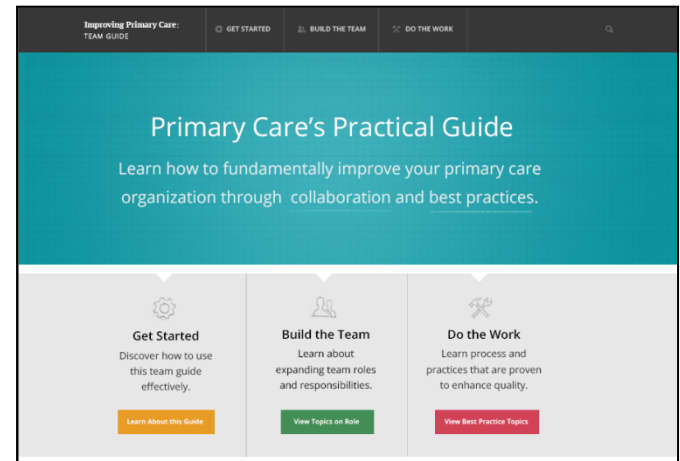 Improving Primary Care:
TEAM GUIDE
GET STARTED
BUILD THE TEAM
DO THE WORK
Primary Care's Practical Guide
Learn how to fundamentally improve your primary care
organization through collaboration and best practices.
Get Started
Discover how to use
this team guide
effectively.
Learn About this Guide
Build the Team
Learn about
expanding team roles
and responsibilities.
View Topics on Role
Do the Work
Learn process and
practices that are proven
to enhance quality.
View Best Practice Topics